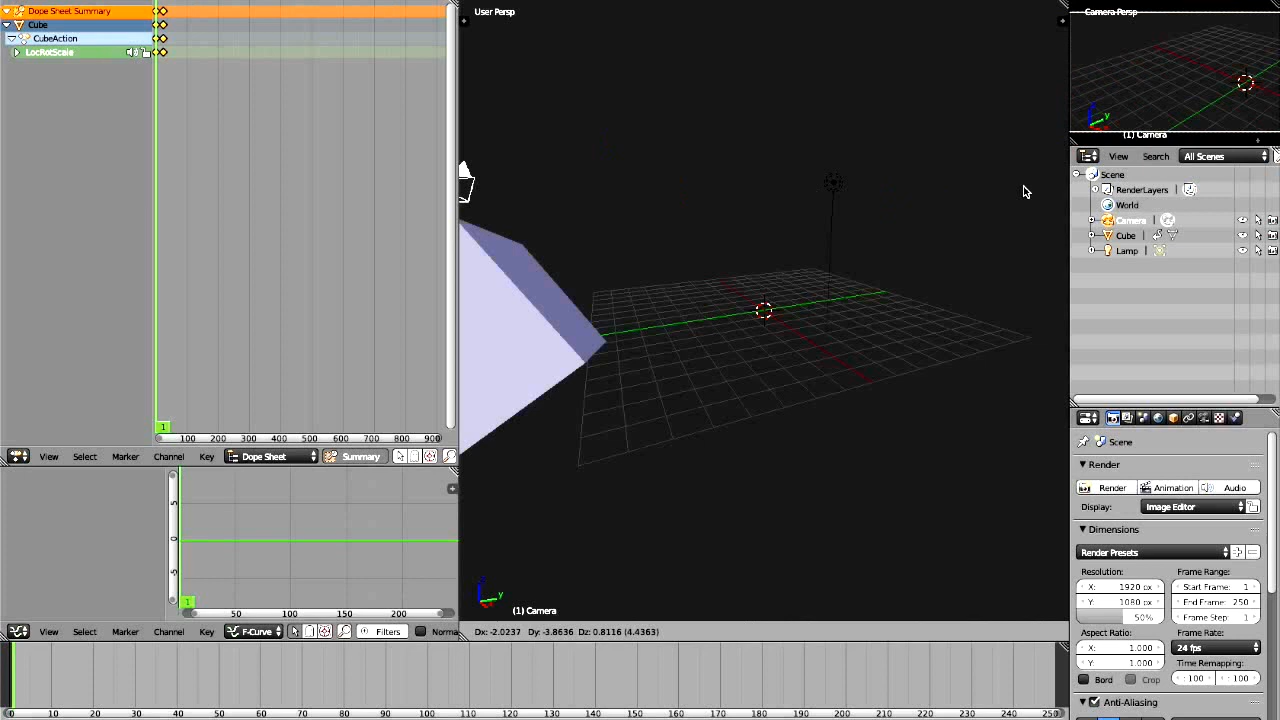 Dope Sheet Summary
Cube
CubeAction
LocRotScale
1
100 200 300 400 500 600 700 800 900
View Select Marker Channel Key Dope Sheet Summary
5
0
-5
1
50 100 150 200
View Select Marker Channel Key F-Curve Filters Norma
0 10 20 30 40 50 60 70 80 90 100 110 120 130 140 150 160 170 180 190 200 210 220 230 240 250
User Persp
y
(1) Camera
Dx: -2.0237 Dy: -3.8636 Dz: 0.8116 (4.4363)
Camera Persp
y
(1) Camera
View Search All Scenes
Scene
RenderLayers
World
Camera
Cube
Lamp
Scene
Render
Render Animation Audio
Display: Image Editor
Dimensions
Render Presets
Resolution: Frame Range:
X: 1920 px Start Frame: 1
Y: 1080 px End Frame: 250
50% Frame Step: 1
Aspect Ratio: Frame Rate:
X: 1.000 24 fps
Y: 1.000 Time Remapping:
Bord Crop :100 :100
Anti-Aliasing